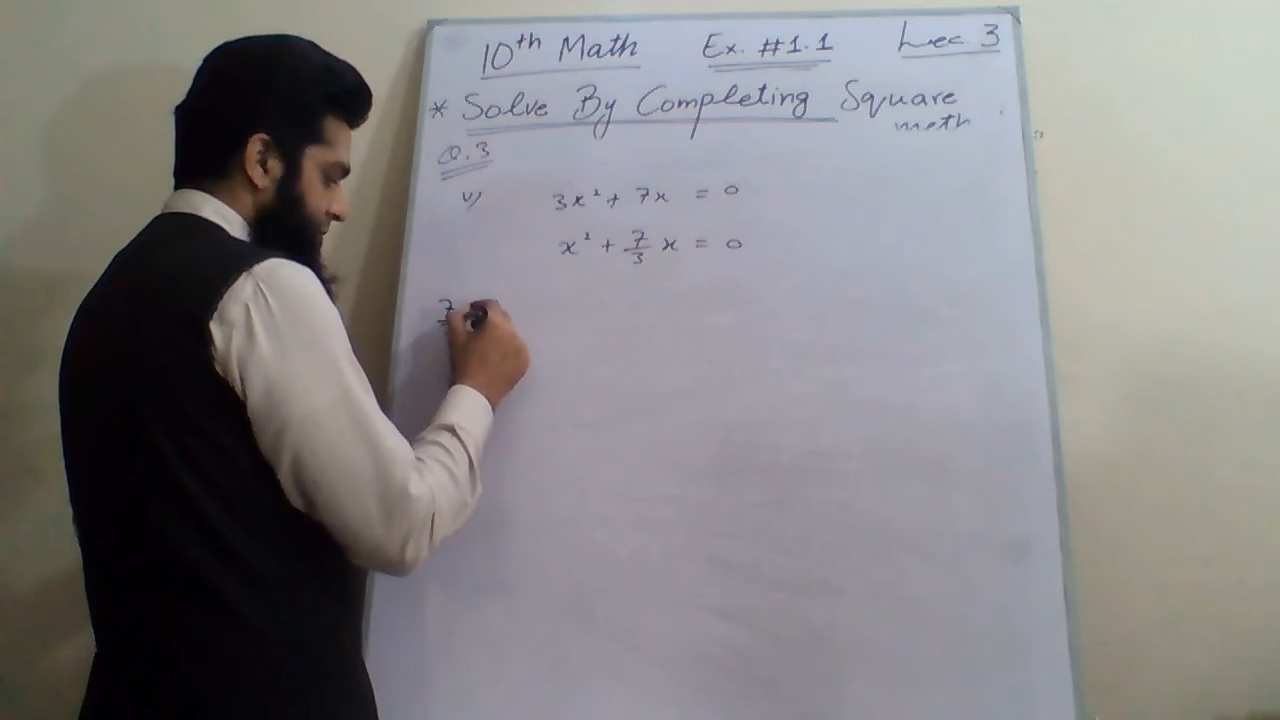 10th Math Ex. #1.1 Lec. 3
* Solve By Completing Square
meth
Q.3
v) 3x² + 7x = 0
x² + 7/3 x = 0
7